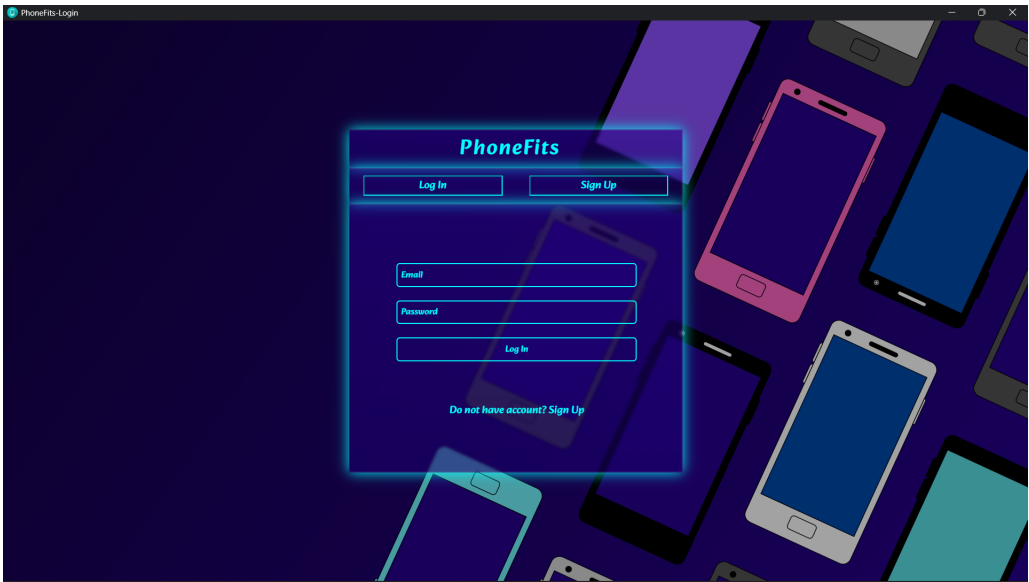 PhoneFits-Login
PhoneFits
Log In
Sign Up
Email
Password
Log In
Do not have account? Sign Up